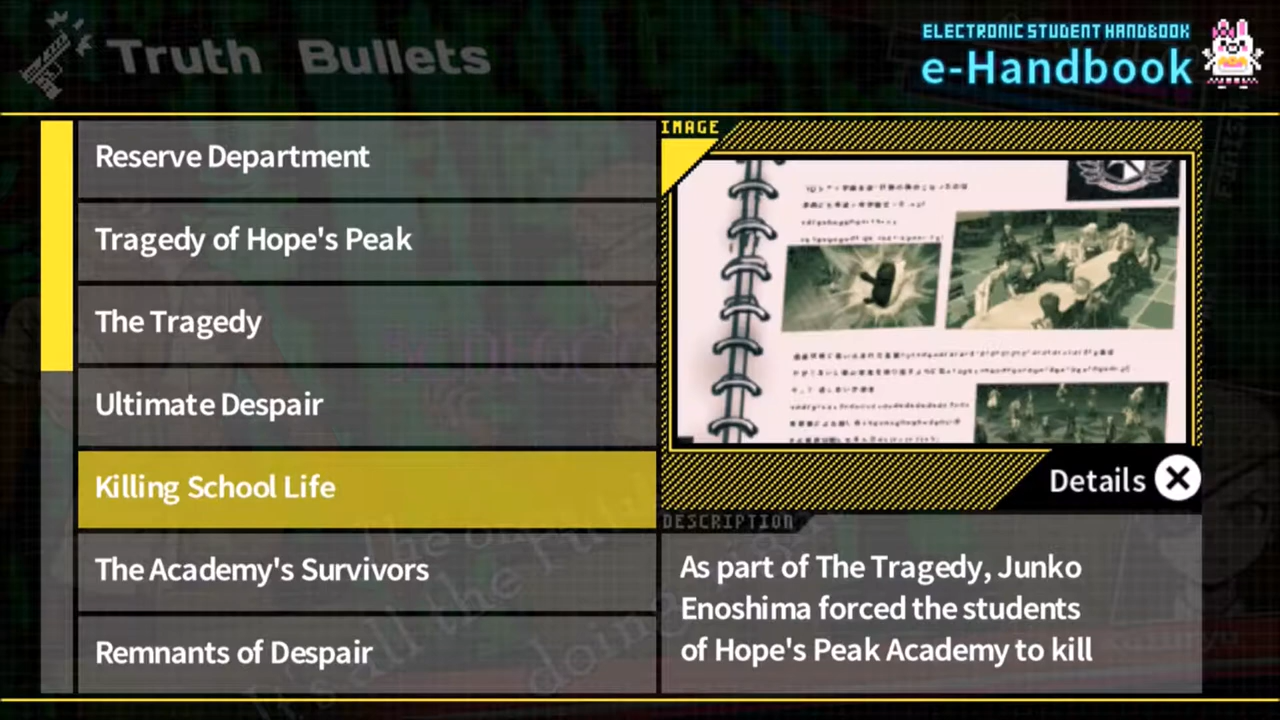 Truth Bullets
ELECTRONIC STUDENT HANDBOOK
e-Handbook
Reserve Department
Tragedy of Hope's Peak
The Tragedy
Ultimate Despair
Killing School Life
The Academy's Survivors
Remnants of Despair
IMAGE
Details
DESCRIPTION
As part of The Tragedy, Junko
Enoshima forced the students
of Hope's Peak Academy to kill